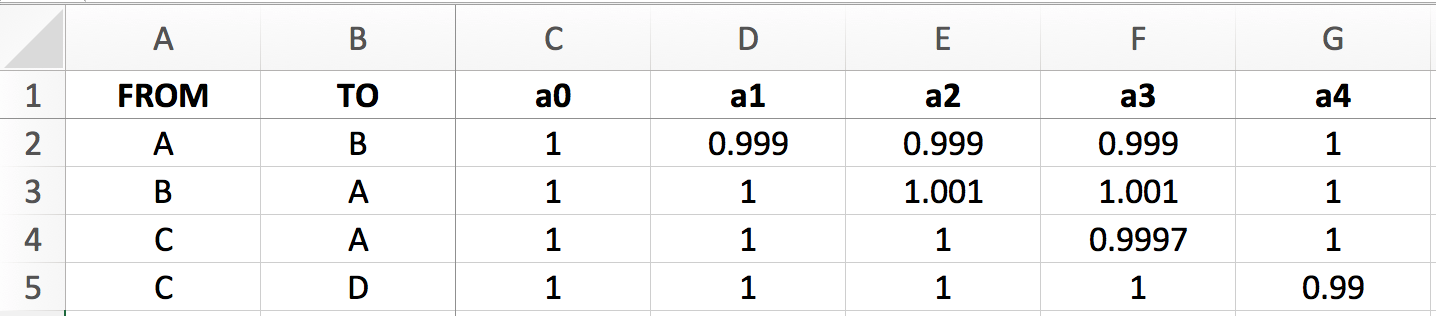 A B C D E F G
1 FROM TO a0 a1 a2 a3 a4
2 A B 1 0.999 0.999 0.999 1
3 B A 1 1 1.001 1.001 1
4 C A 1 1 1 0.9997 1
5 C D 1 1 1 1 0.99